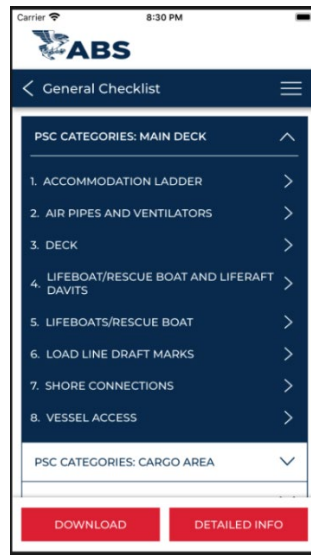 Carrier 8:30 PM
ABS
General Checklist
PSC CATEGORIES: MAIN DECK
1. ACCOMMODATION LADDER
2. AIR PIPES AND VENTILATORS
3. DECK
4. LIFEBOAT/RESCUE BOAT AND LIFERAFT
DAVITS
5. LIFEBOATS/RESCUE BOAT
6. LOAD LINE DRAFT MARKS
7. SHORE CONNECTIONS
8. VESSEL ACCESS
PSC CATEGORIES: CARGO AREA
DOWNLOAD DETAILED INFO